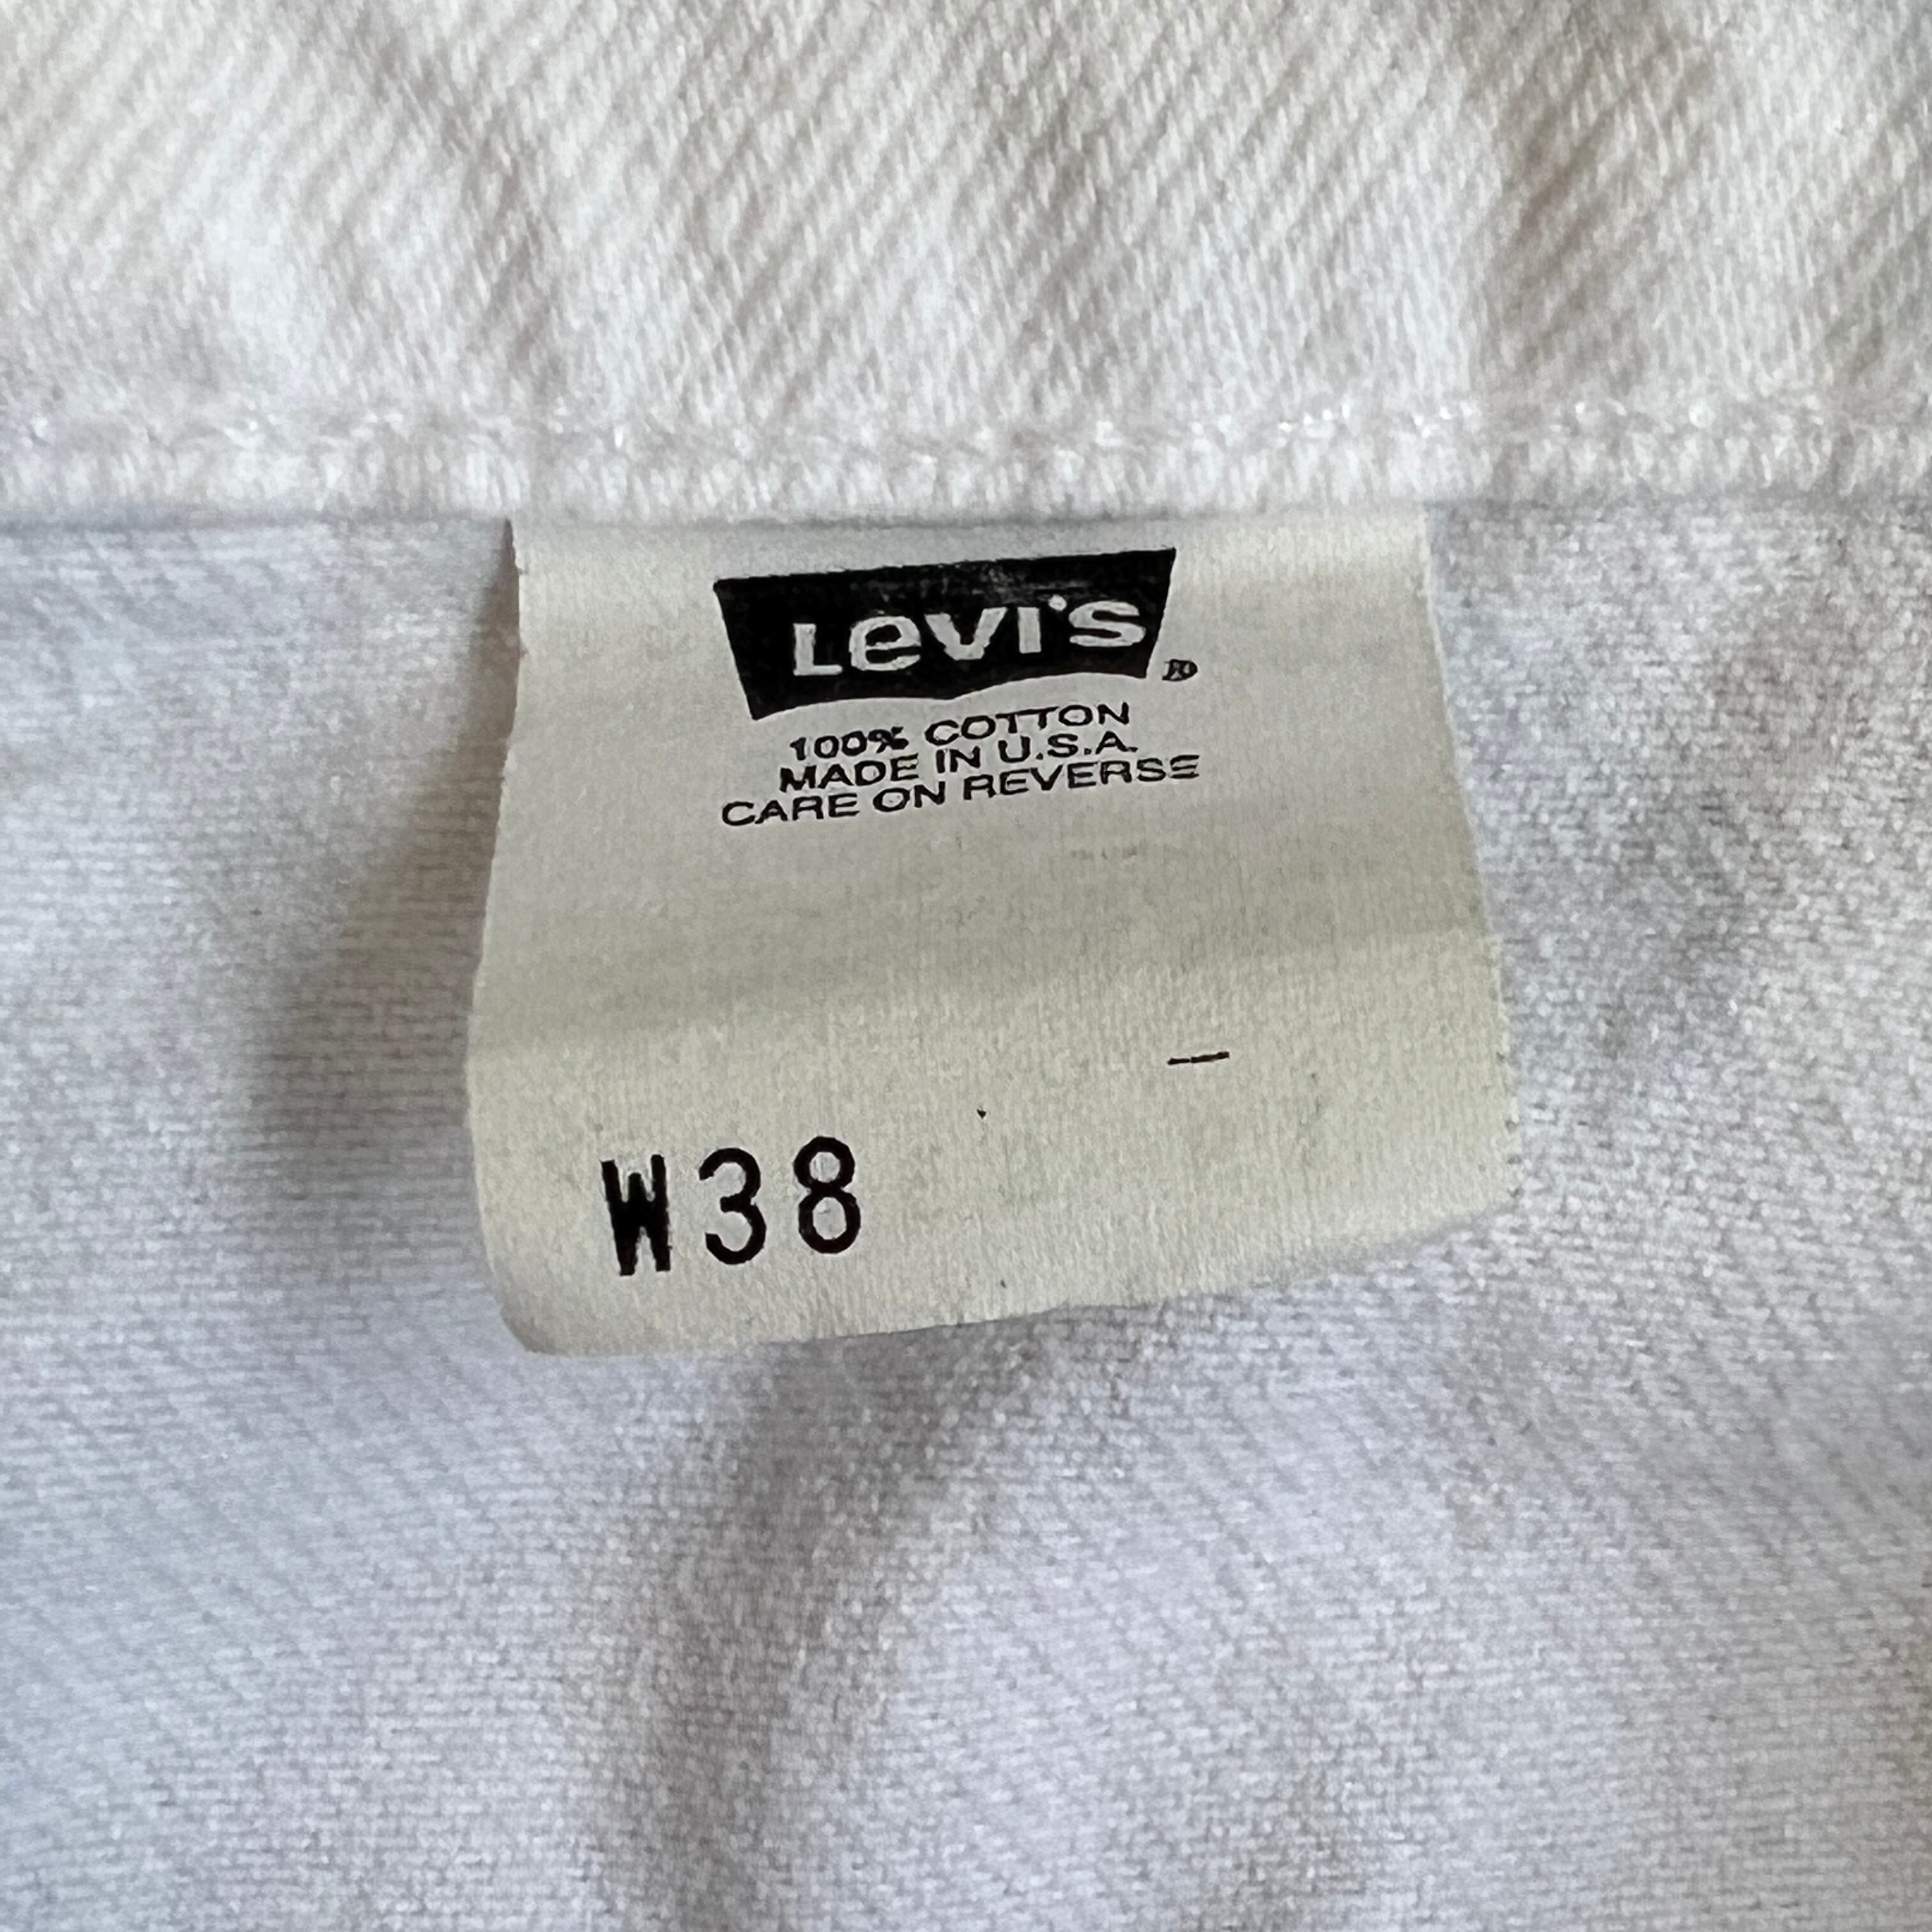 Levi's ®
100% COTTON
MADE IN U.S.A.
CARE ON REVERSE
W38